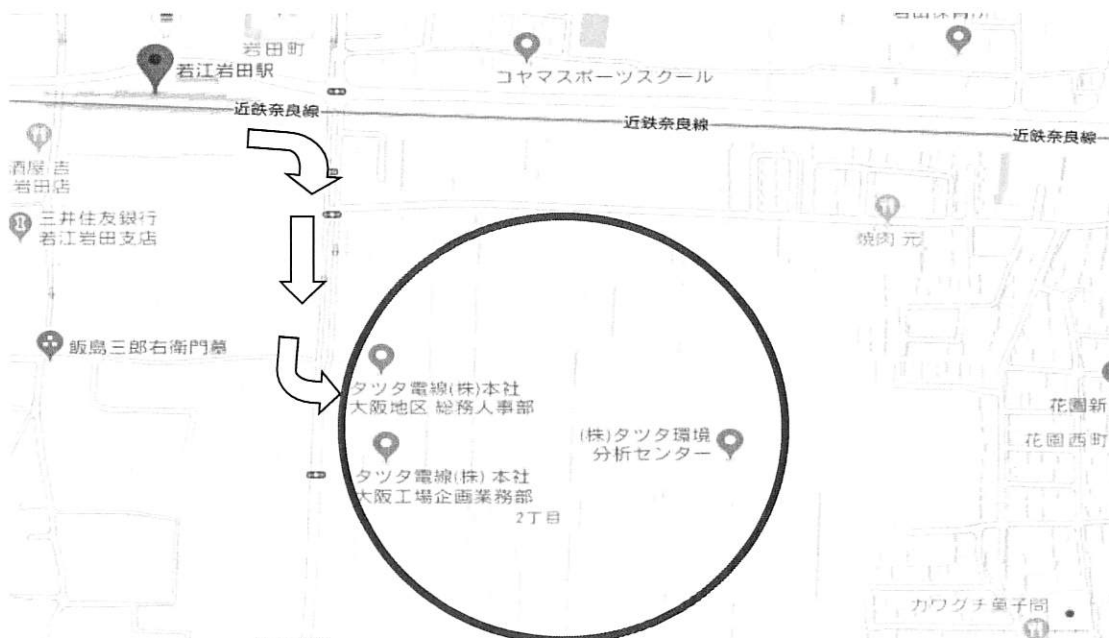 岩田町
若江岩田駅
コヤマスポーツスクール
近鉄奈良線
近鉄奈良線
近鉄奈良線
酒屋 吉
岩田店
三井住友銀行
若江岩田支店
焼肉 元
飯島三郎右衛門墓
タツタ電線(株)本社
大阪地区 総務人事部
(株)タツタ環境
分析センター
タツタ電線(株) 本社
大阪工場企画業務部
2丁目
花園新
花園西町
カワグチ菓子問